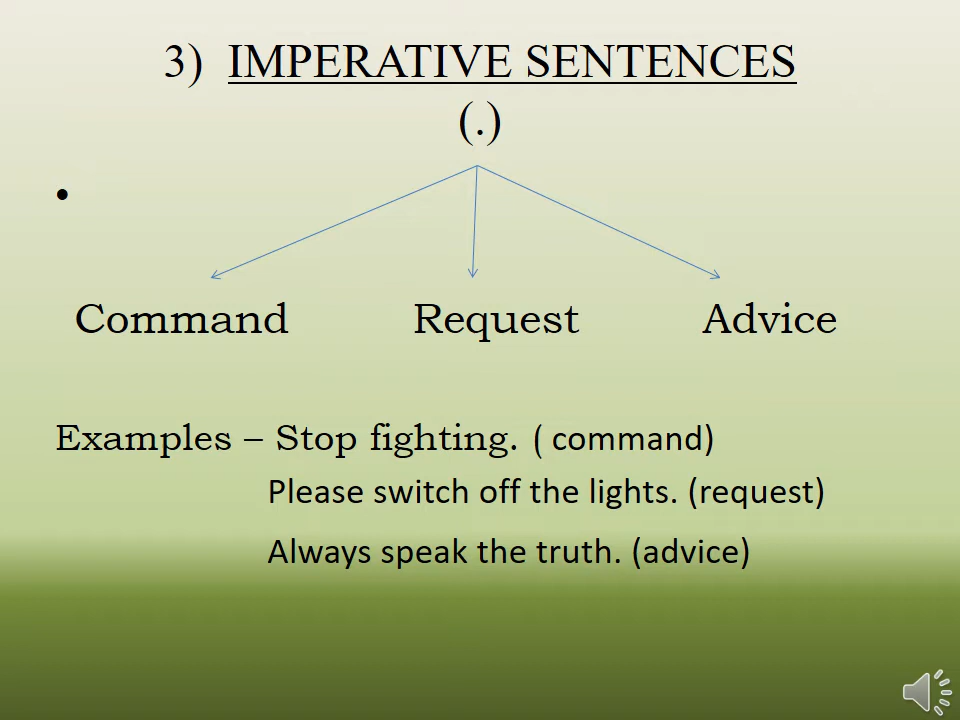 3) IMPERATIVE SENTENCES
(.)
•
Command Request Advice
Examples – Stop fighting. ( command)
Please switch off the lights. (request)
Always speak the truth. (advice)